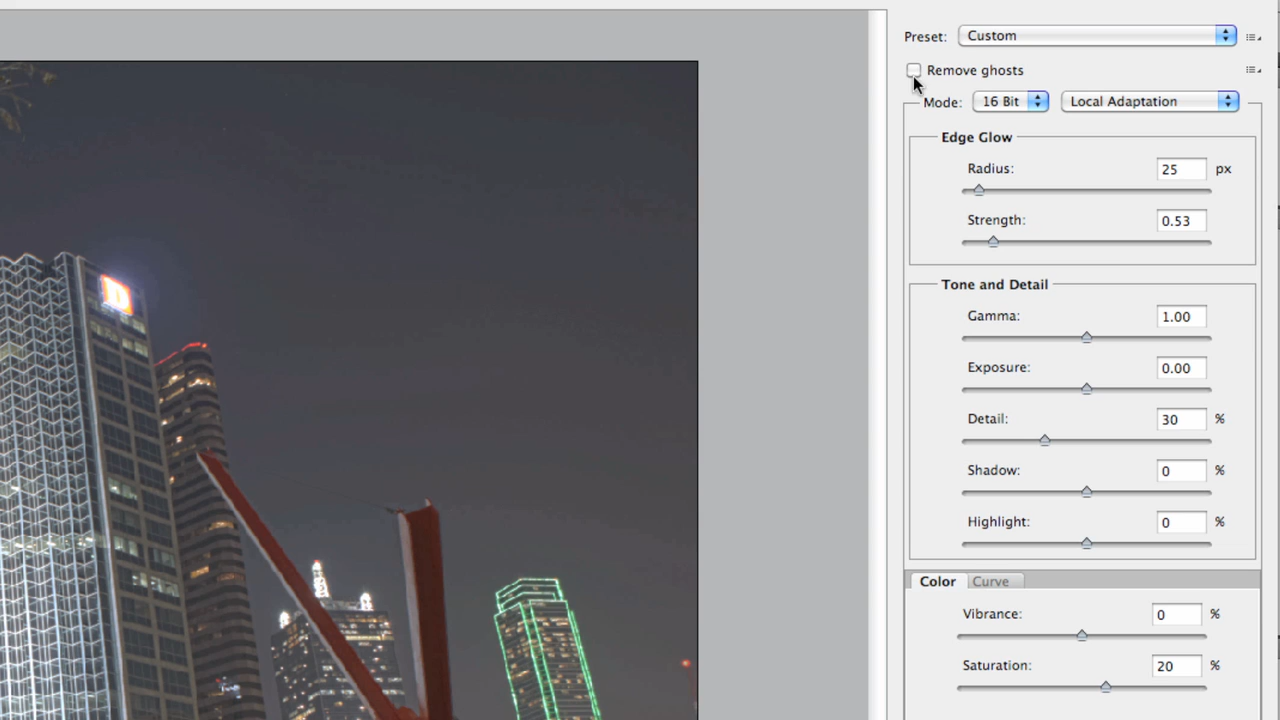 Preset: Custom
Remove ghosts
Mode: 16 Bit Local Adaptation
Edge Glow
Radius: 25 px
Strength: 0.53
Tone and Detail
Gamma: 1.00
Exposure: 0.00
Detail: 30 %
Shadow: 0 %
Highlight: 0 %
Color Curve
Vibrance: 0 %
Saturation: 20 %